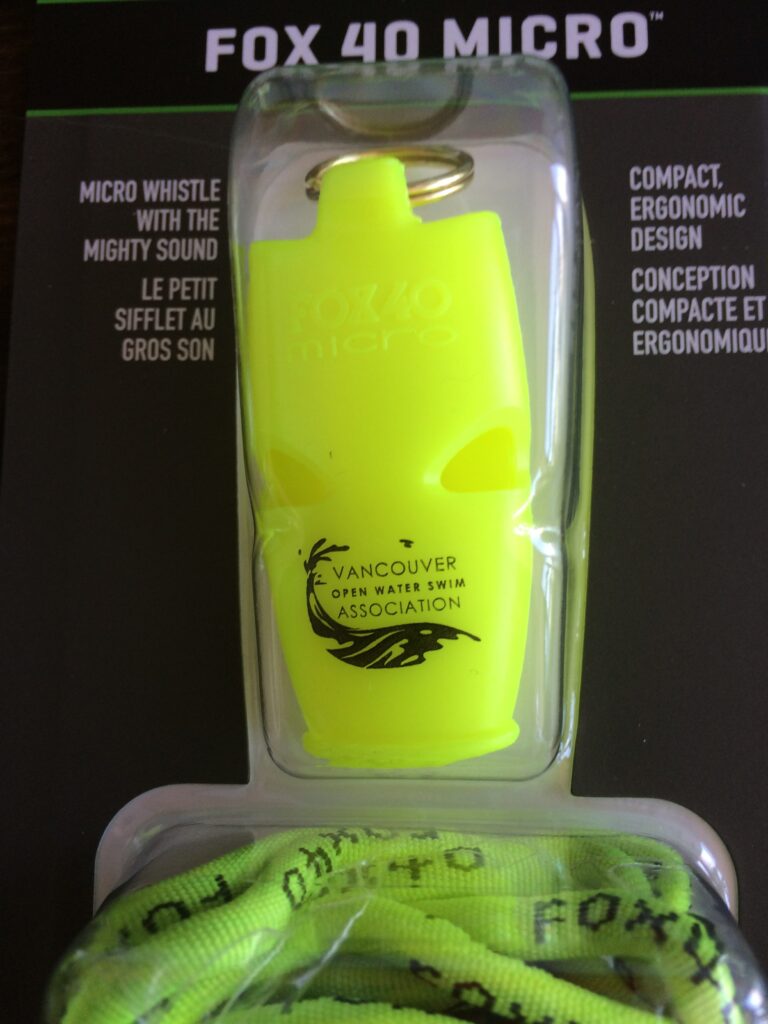 FOX 40 MICRO™
MICRO WHISTLE
WITH THE
MIGHTY SOUND
LE PETIT
SIFFLET AU
GROS SON
COMPACT,
ERGONOMIC
DESIGN
CONCEPTION
COMPACTE ET
ERGONOMIQU
FOX40
micro
VANCOUVER
OPEN WATER SWIM
ASSOCIATION
FOX40